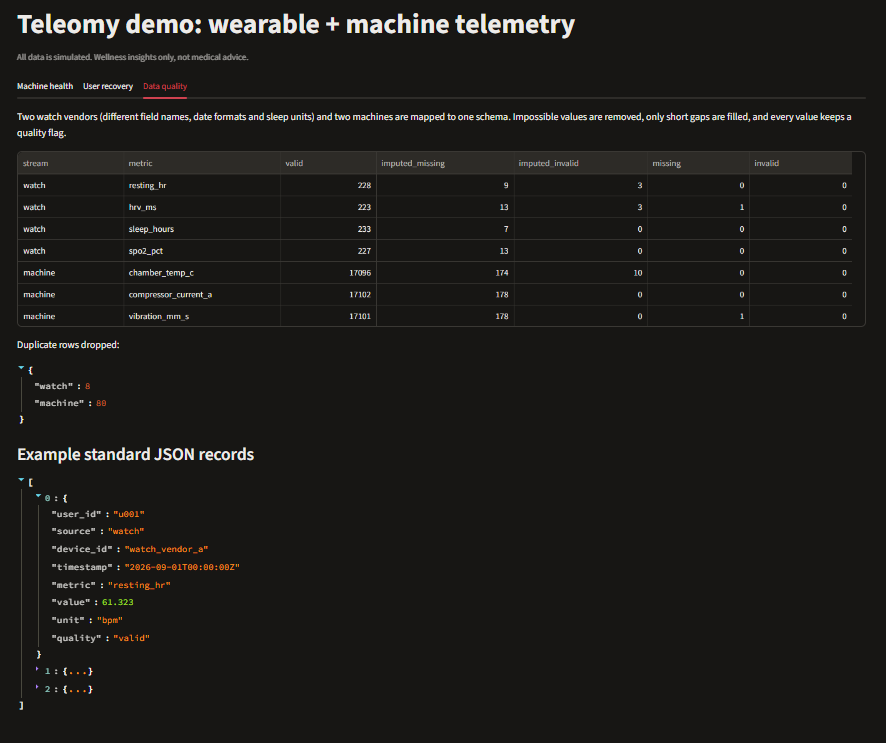 Teleomy demo: wearable + machine telemetry
All data is simulated. Wellness insights only, not medical advice.
Machine health User recovery Data quality
Two watch vendors (different field names, date formats and sleep units) and two machines are mapped to one schema. Impossible values are removed, only short gaps are filled, and every value keeps a
quality flag.
stream metric valid imputed_missing imputed_invalid missing invalid
watch resting_hr 228 9 3 0 0
watch hrv_ms 223 13 3 1 0
watch sleep_hours 233 7 0 0 0
watch spo2_pct 227 13 0 0 0
machine chamber_temp_c 17096 174 10 0 0
machine compressor_current_a 17102 178 0 0 0
machine vibration_mm_s 17101 178 0 1 0
Duplicate rows dropped:
{
"watch" : 8
"machine" : 80
}
Example standard JSON records
[
0 : {
"user_id" : "u001"
"source" : "watch"
"device_id" : "watch_vendor_a"
"timestamp" : "2026-09-01T00:00:00Z"
"metric" : "resting_hr"
"value" : 61.323
"unit" : "bpm"
"quality" : "valid"
}
1 : {...}
2 : {...}
]